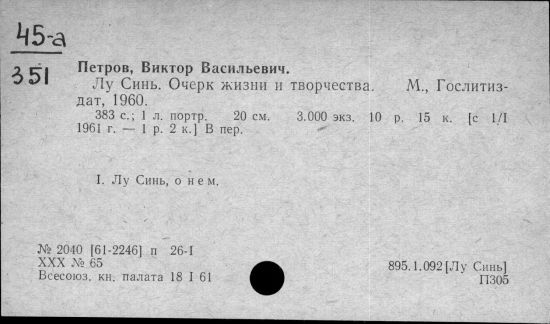 45-а
351
Петров, Виктор Васильевич.
Лу Синь. Очерк жизни и творчества. М., Гослитиз-
дат, 1960.
383 с.; 1 л. портр. 20 см. 3.000 экз. 10 р. 15 к. [с 1/I
1961 г. — 1 р. 2 к.] В пер.
I. Лу Синь, о нем.
№ 2040 [61-2246] п 26-I
XXX № 65
Всесоюз. кн. палата 18 I 61
895.1.092[Лу Синь]
П305